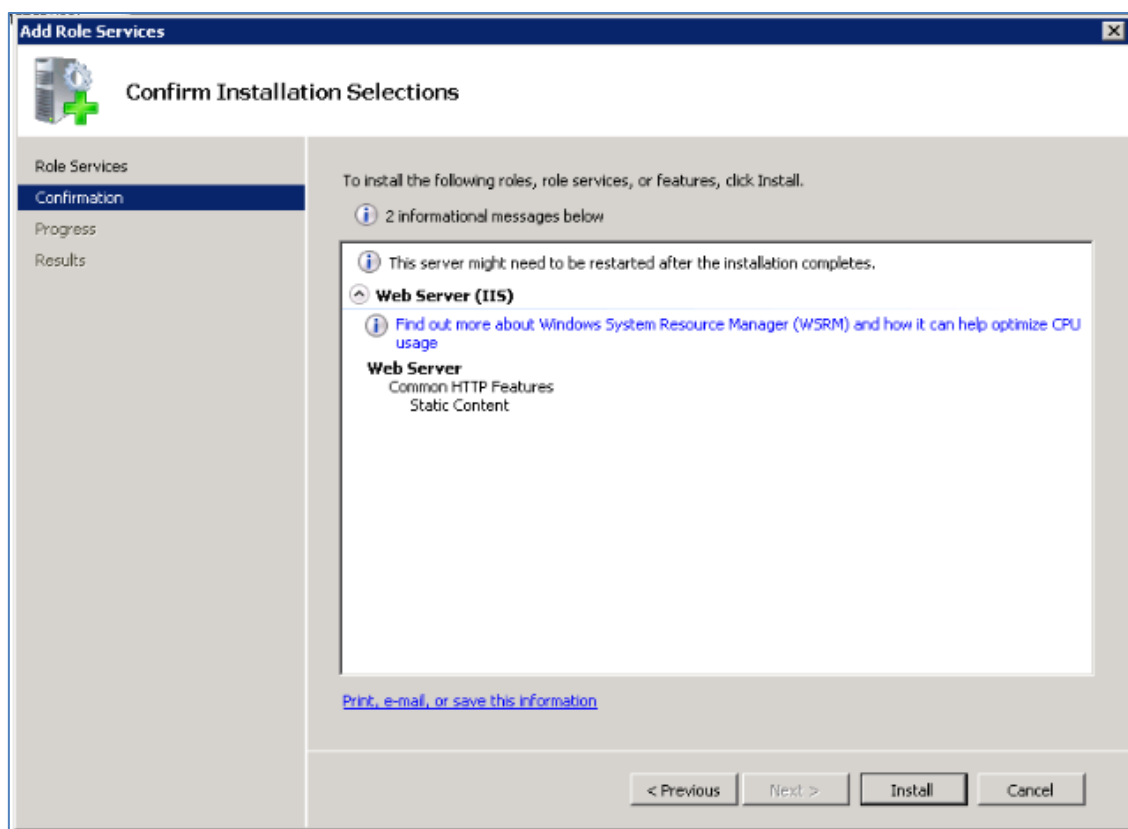 Add Role Services
Confirm Installation Selections
Role Services
Confirmation
Progress
Results
To install the following roles, role services, or features, click Install.
2 informational messages below
This server might need to be restarted after the installation completes.
Web Server (IIS)
Find out more about Windows System Resource Manager (WSRM) and how it can help optimize CPU
usage
Web Server
Common HTTP Features
Static Content
Print, e-mail, or save this information
< Previous
Next >
Install
Cancel